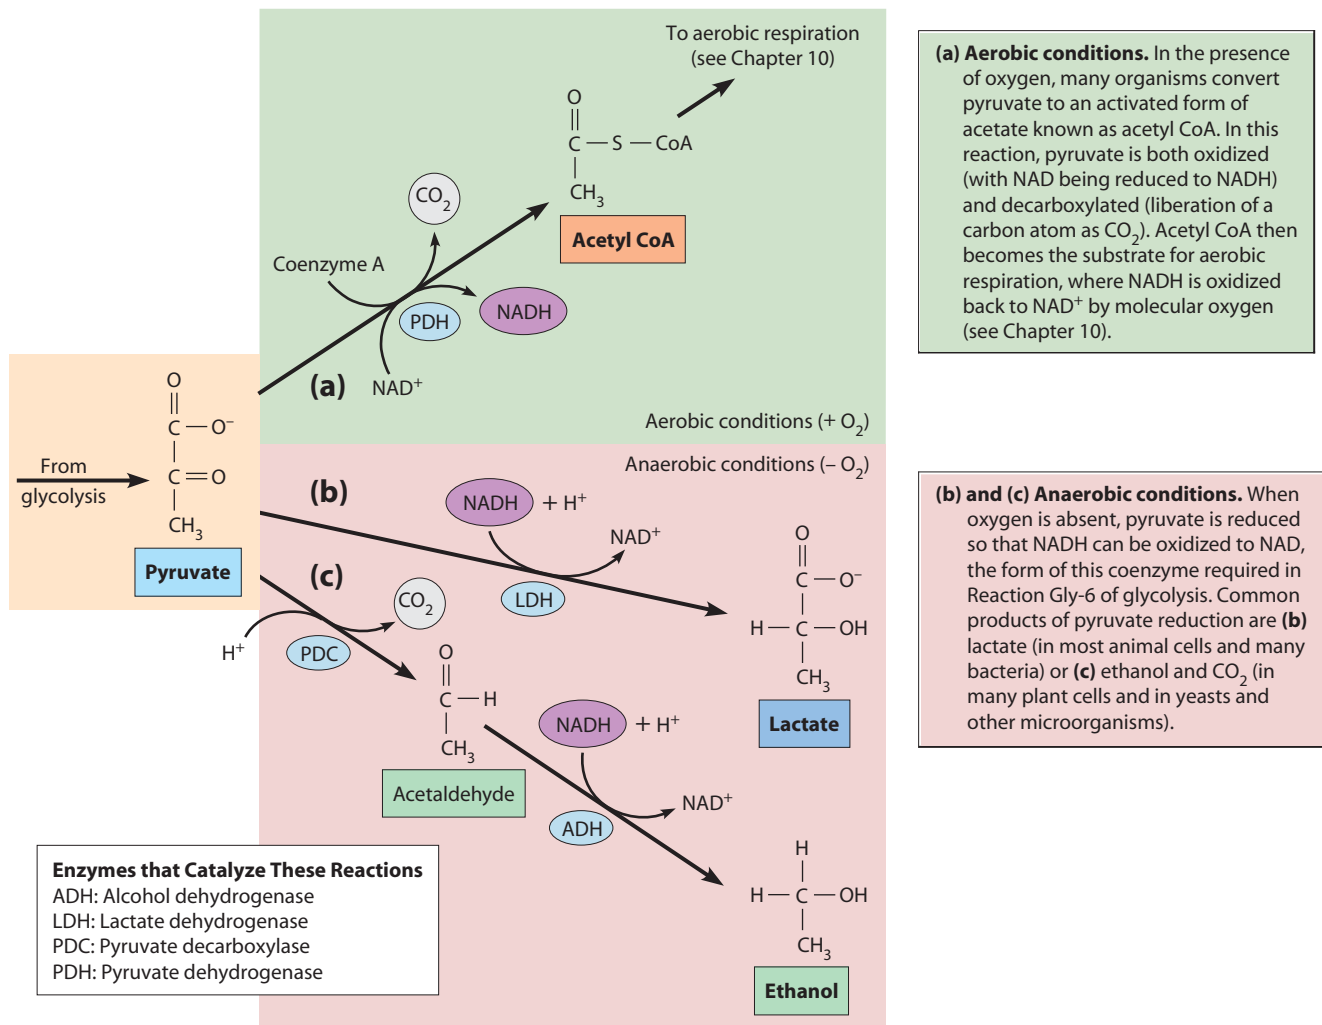 To aerobic respiration
(see Chapter 10)
O
C — S — CoA
CH3
Acetyl CoA
CO2
Coenzyme A
PDH
NADH
NAD+
(a)
Aerobic conditions (+ O2)
From
glycolysis
O
C — O–
C = O
CH3
Pyruvate
Anaerobic conditions (– O2)
(b)
NADH + H+
NAD+
LDH
O
C — O–
H — C — OH
CH3
Lactate
(c)
CO2
H+
PDC
O
C — H
CH3
Acetaldehyde
NADH + H+
NAD+
ADH
H
H — C — OH
CH3
Ethanol
Enzymes that Catalyze These Reactions
ADH: Alcohol dehydrogenase
LDH: Lactate dehydrogenase
PDC: Pyruvate decarboxylase
PDH: Pyruvate dehydrogenase
(a) Aerobic conditions. In the presence
of oxygen, many organisms convert
pyruvate to an activated form of
acetate known as acetyl CoA. In this
reaction, pyruvate is both oxidized
(with NAD being reduced to NADH)
and decarboxylated (liberation of a
carbon atom as CO2). Acetyl CoA then
becomes the substrate for aerobic
respiration, where NADH is oxidized
back to NAD+ by molecular oxygen
(see Chapter 10).
(b) and (c) Anaerobic conditions. When
oxygen is absent, pyruvate is reduced
so that NADH can be oxidized to NAD,
the form of this coenzyme required in
Reaction Gly-6 of glycolysis. Common
products of pyruvate reduction are (b)
lactate (in most animal cells and many
bacteria) or (c) ethanol and CO2 (in
many plant cells and in yeasts and
other microorganisms).